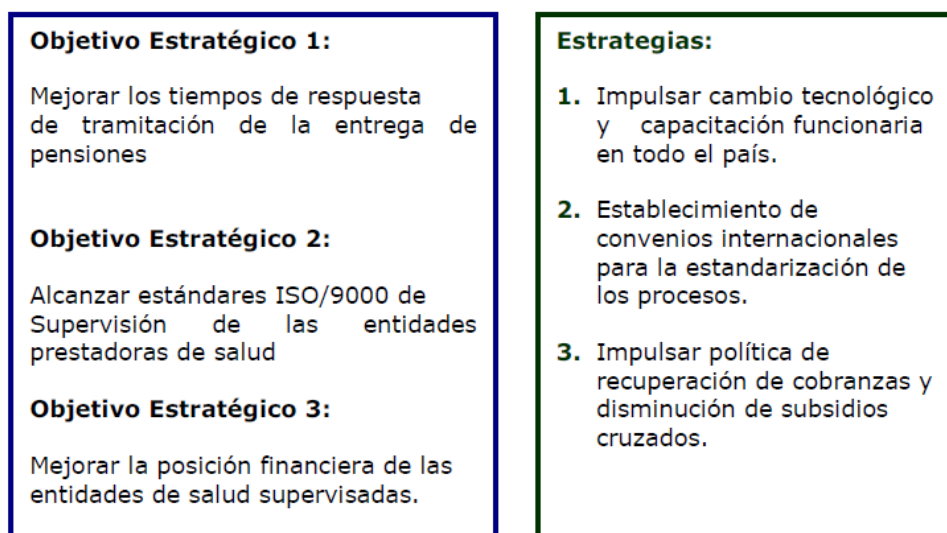 Objetivo Estratégico 1:
Mejorar los tiempos de respuesta
de tramitación de la entrega de
pensiones
Objetivo Estratégico 2:
Alcanzar estándares ISO/9000 de
Supervisión de las entidades
prestadoras de salud
Objetivo Estratégico 3:
Mejorar la posición financiera de las
entidades de salud supervisadas.
Estrategias:
1. Impulsar cambio tecnológico
y capacitación funcionaria
en todo el país.
2. Establecimiento de
convenios internacionales
para la estandarización de
los procesos.
3. Impulsar política de
recuperación de cobranzas y
disminución de subsidios
cruzados.